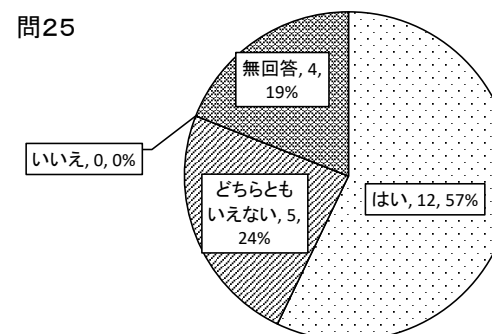 問25
無回答, 4,
19%
いいえ, 0, 0%
どちらとも
いえない, 5,
24%
はい, 12, 57%